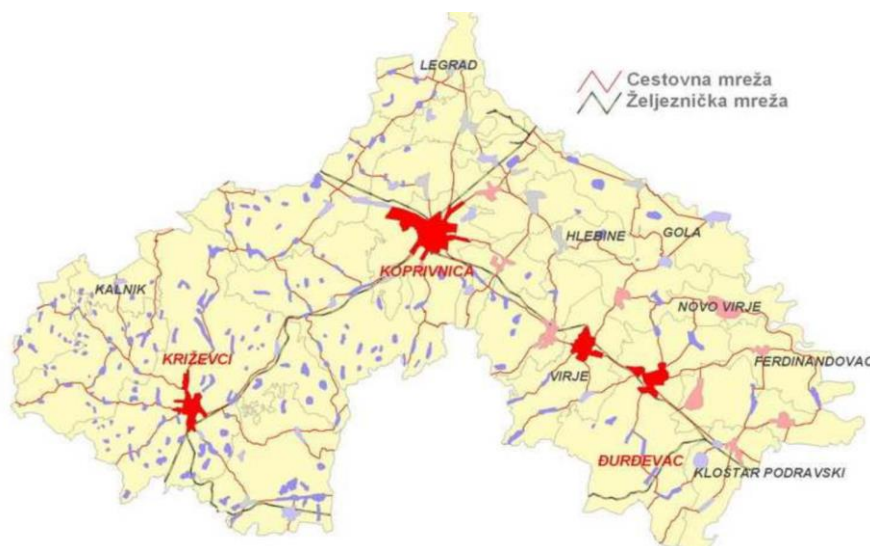 LEGRAD
Cestovna mreža
Željeznička mreža
HLEBINE
GOLA
KOPRIVNICA
KALNIK
NOVO VIRJE
KRIŽEVCI
FERDINANDOVAC
VIRJE
ĐURĐEVAC
KLOŠTAR PODRAVSKI